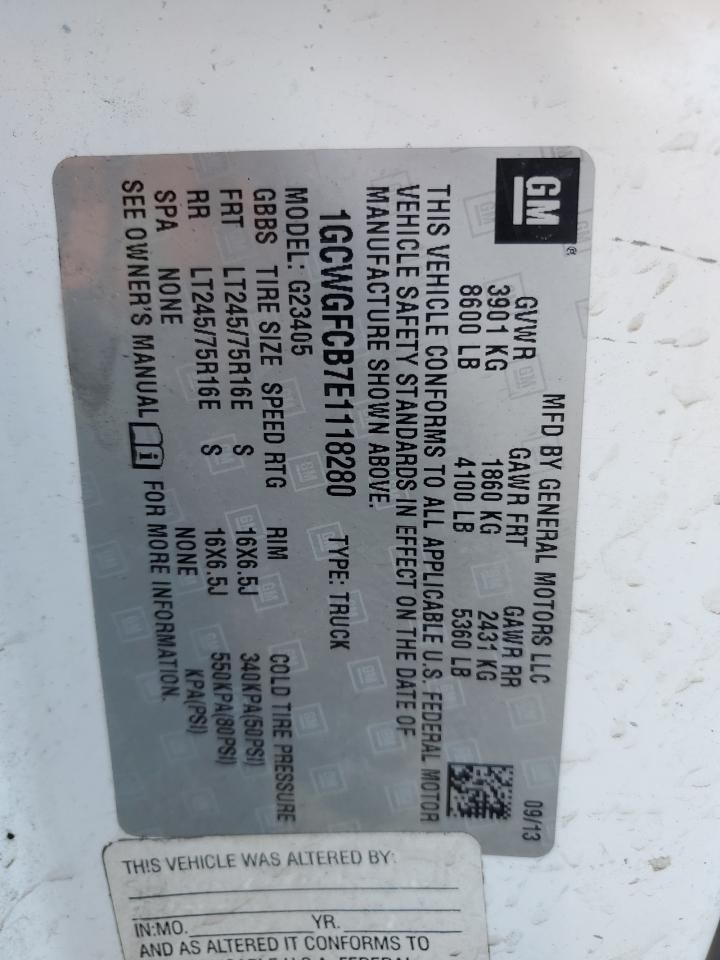 GM
MFD BY GENERAL MOTORS LLC 09/13
GVWR GAWR FRT GAWR RR
3901 KG 1860 KG 2431 KG
8600 LB 4100 LB 5360 LB
THIS VEHICLE CONFORMS TO ALL APPLICABLE U.S. FEDERAL MOTOR
VEHICLE SAFETY STANDARDS IN EFFECT ON THE DATE OF
MANUFACTURE SHOWN ABOVE.
1GCWGFCB7E1118280 TYPE: TRUCK
MODEL: G23405
GBBS TIRE SIZE SPEED RTG RIM COLD TIRE PRESSURE
FRT LT245/75R16E S 16X6.5J 340KPA(50PSI)
RR LT245/75R16E S 16X6.5J 550KPA(80PSI)
SPA NONE NONE KPA(PSI)
SEE OWNER'S MANUAL i FOR MORE INFORMATION.
THIS VEHICLE WAS ALTERED BY:
IN:MO. YR.
AND AS ALTERED IT CONFORMS TO